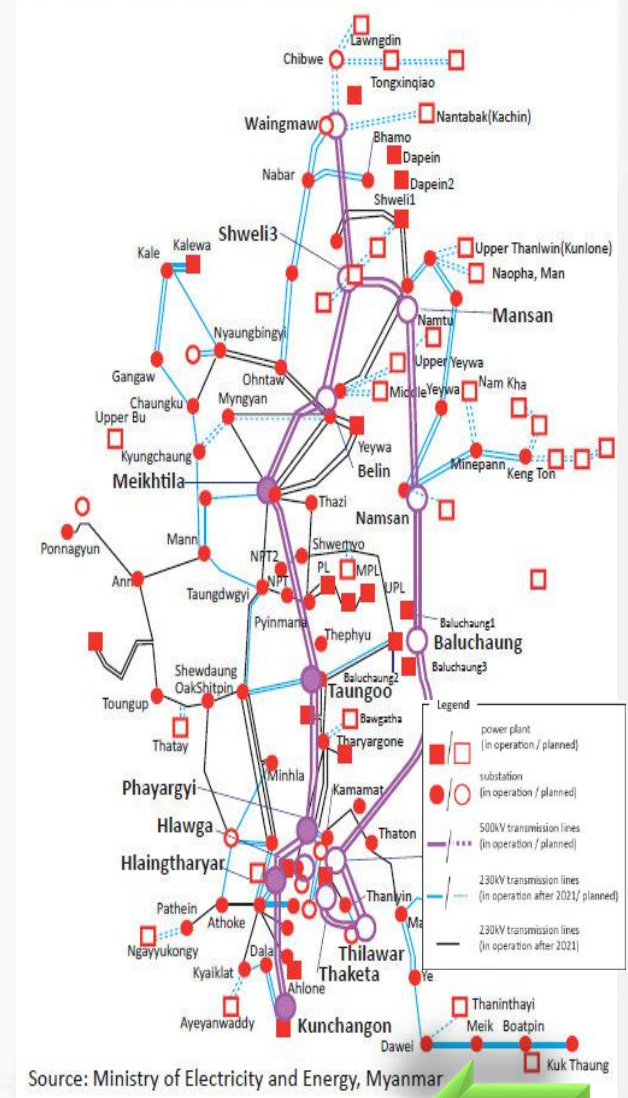 Lawngdin
Chibwe
Tongxinqiao
Waingmaw
Nantabak(Kachin)
Bhamo
Dapein
Nabar
Dapein2
Shweli1
Shweli3
Kale
Kalewa
Upper Thanlwin(Kunlone)
Naopha, Man
Namtu
Mansan
Nyaungbingyi
Ohntaw
Upper Yeywa
Gangaw
Middle Yeywa
Nam Kha
Chaungku
Myngyan
Upper Bu
Yeywa
Kyungchaung
Belin
Minepann
Keng Ton
Meikhtila
Namsan
Thazi
Ponnagyun
Mann
Shwemyo
NPT2
PL
MPL
Ann
NPT
UPL
Taungdwgyi
Pyinmana
Baluchaung1
Thephyu
Baluchaung
Baluchaung3
Baluchaung2
Shewdaung
OakShitpin
Taungoo
Toungup
Thatay
Bawgatha
Tharyargone
Minhla
Phayargyi
Kamamat
Hlawga
Thaton
Hlaingtharyar
Thanlyin
Pathein
Athoke
Ma
Ngayyukongy
Dala
Thilawar
Kyaiklat
Thaketa
Ye
Ahlone
Ayeyanwaddy
Kunchangon
Thaninthayi
Meik Boatpin
Dawei
Kuk Thaung
Legend
power plant
(in operation / planned)
substation
(in operation / planned)
500kV transmission lines
(in operation / planned)
230kV transmission lines
(in operation after 2021/ planned)
230kV transmission lines
(in operation after 2021)
Source: Ministry of Electricity and Energy, Myanmar